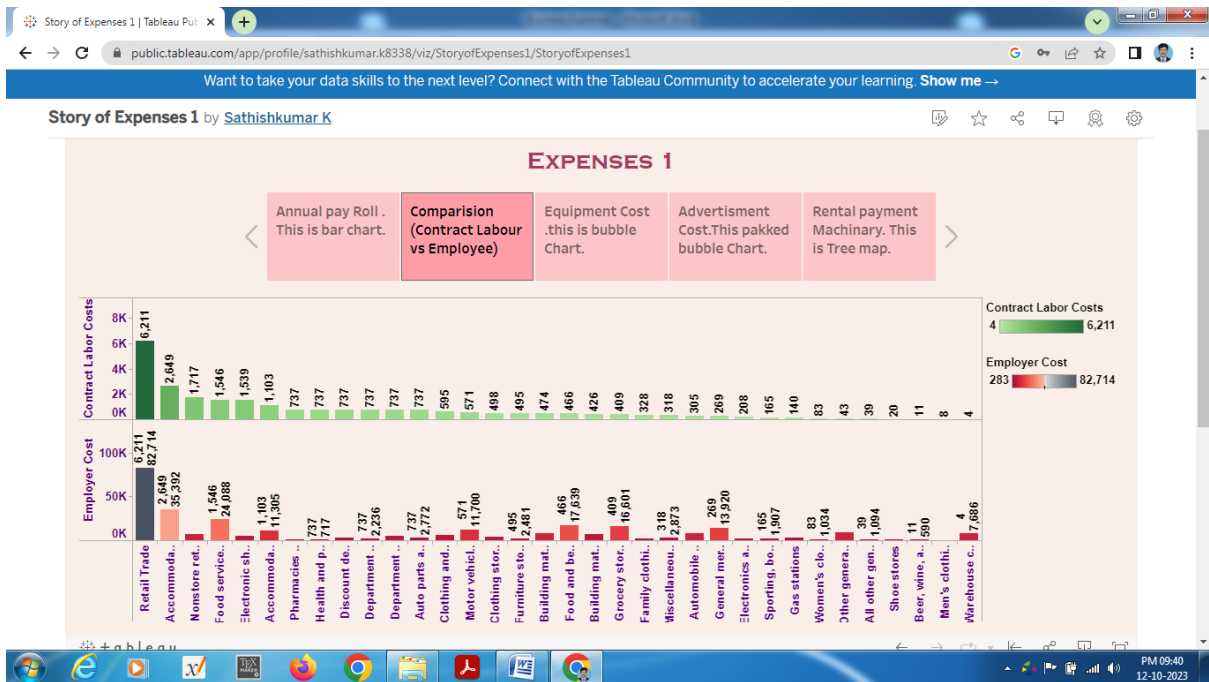 Story of Expenses 1 | Tableau Pub
public.tableau.com/app/profile/sathishkumar.k8338/viz/StoryofExpenses1/StoryofExpenses1
Want to take your data skills to the next level? Connect with the Tableau Community to accelerate your learning. Show me →
Story of Expenses 1 by Sathishkumar K
EXPENSES 1
Annual pay Roll .
This is bar chart.
Comparision
(Contract Labour
vs Employee)
Equipment Cost
.this is bubble
Chart.
Advertisment
Cost.This pakked
bubble Chart.
Rental payment
Machinary. This
is Tree map.
Contract Labor Costs
8K
6K
4K
2K
0K
6,211
2,649
1,717
1,546
1,539
1,103
737
737
737
737
737
737
595
571
498
495
474
466
426
409
328
318
305
269
208
165
140
83
43
39
20
11
8
4
Contract Labor Costs
4 6,211
Employer Cost
283 82,714
Employer Cost
100K
50K
0K
6,211
82,714
2,649
35,392
1,546
24,088
1,103
11,305
737
717
737
2,236
737
2,772
571
11,700
495
2,481
466
17,639
409
16,601
318
2,873
269
13,920
165
1,907
83
1,034
39
1,094
11
590
4
7,686
Retail Trade
Accommoda..
Nonstore ret..
Food service..
Electronic sh..
Accommoda..
Pharmacies ..
Health and p..
Discount de..
Department ..
Department ..
Auto parts a..
Clothing and..
Motor vehicl..
Clothing stor..
Furniture sto..
Building mat..
Food and be..
Building mat..
Grocery stor..
Family clothi..
Miscellaneou..
Automobile ..
General mer..
Electronics a..
Sporting, bo..
Gas stations
Women's clo..
Other genera..
All other gen..
Shoe stores
Beer, wine, a..
Men's clothi..
Warehouse c..
PM 09:40
12-10-2023